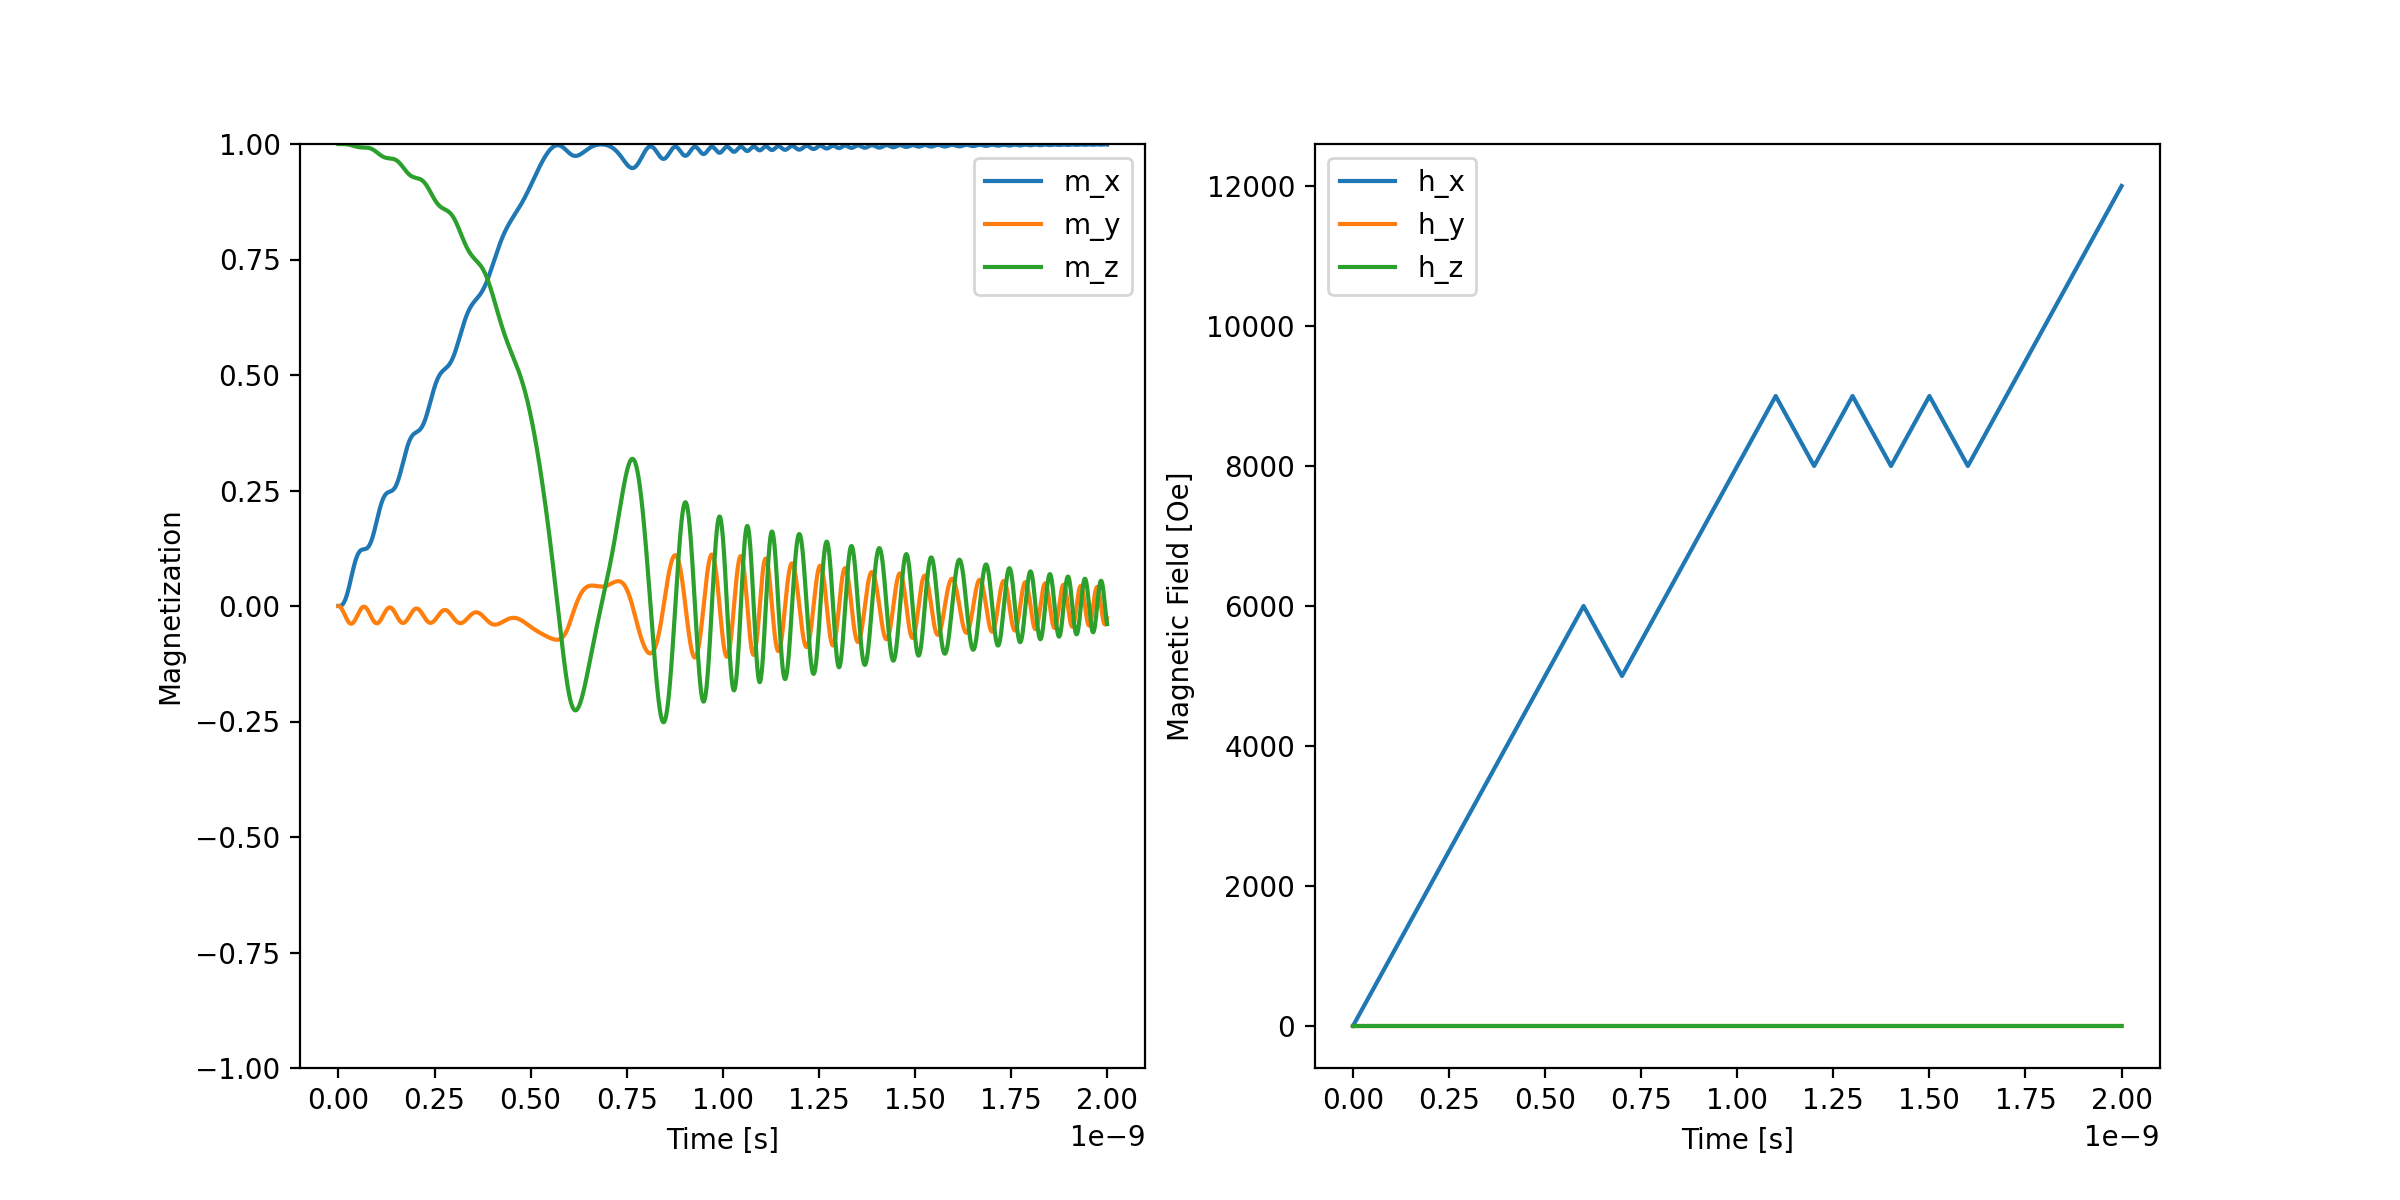 Magnetization
1.00
0.75
0.50
0.25
0.00
−0.25
−0.50
−0.75
−1.00
m_x
m_y
m_z
0.00 0.25 0.50 0.75 1.00 1.25 1.50 1.75 2.00
Time [s]
1e−9
Magnetic Field [Oe]
12000
10000
8000
6000
4000
2000
0
h_x
h_y
h_z
0.00 0.25 0.50 0.75 1.00 1.25 1.50 1.75 2.00
Time [s]
1e−9